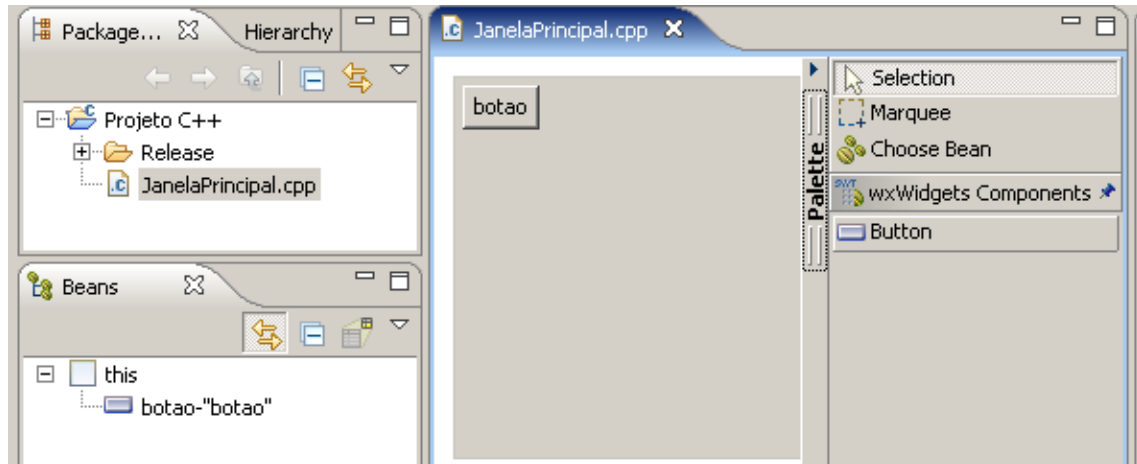 Package...
Hierarchy
JanelaPrincipal.cpp
Projeto C++
Release
JanelaPrincipal.cpp
botao
Palette
Selection
Marquee
Choose Bean
SWT
wxWidgets Components
Button
Beans
this
botao-"botao"